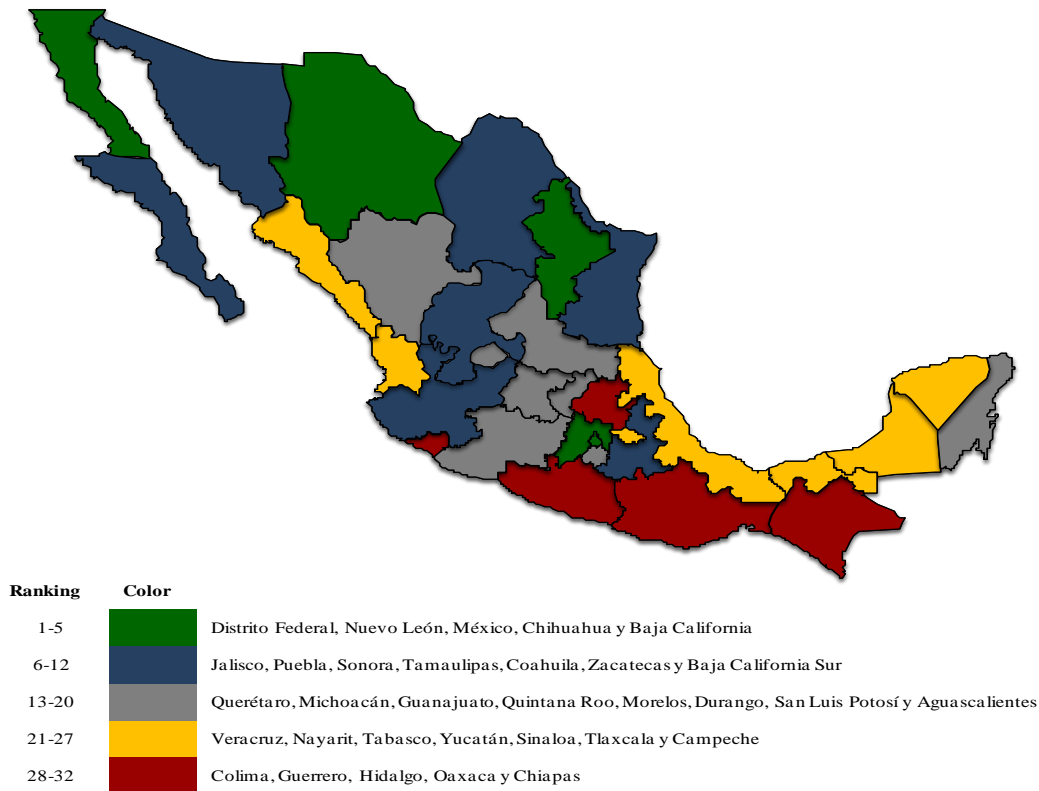 Ranking Color
1-5 Distrito Federal, Nuevo León, México, Chihuahua y Baja California
6-12 Jalisco, Puebla, Sonora, Tamaulipas, Coahuila, Zacatecas y Baja California Sur
13-20 Querétaro, Michoacán, Guanajuato, Quintana Roo, Morelos, Durango, San Luis Potosí y Aguascalientes
21-27 Veracruz, Nayarit, Tabasco, Yucatán, Sinaloa, Tlaxcala y Campeche
28-32 Colima, Guerrero, Hidalgo, Oaxaca y Chiapas